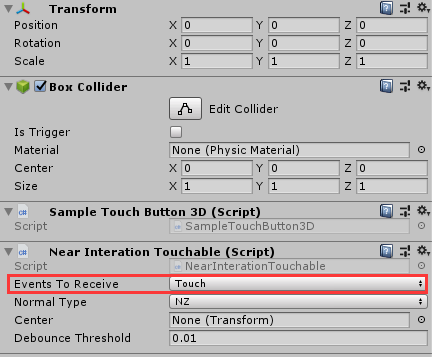 Transform
Position X 0 Y 0 Z 0
Rotation X 0 Y 0 Z 0
Scale X 1 Y 1 Z 1
Box Collider
Edit Collider
Is Trigger
Material None (Physic Material)
Center X 0 Y 0 Z 0
Size X 1 Y 1 Z 1
Sample Touch Button 3D (Script)
Script SampleTouchButton3D
Near Interation Touchable (Script)
Script NearInterationTouchable
Events To Receive Touch
Normal Type NZ
Center None (Transform)
Debounce Threshold 0.01